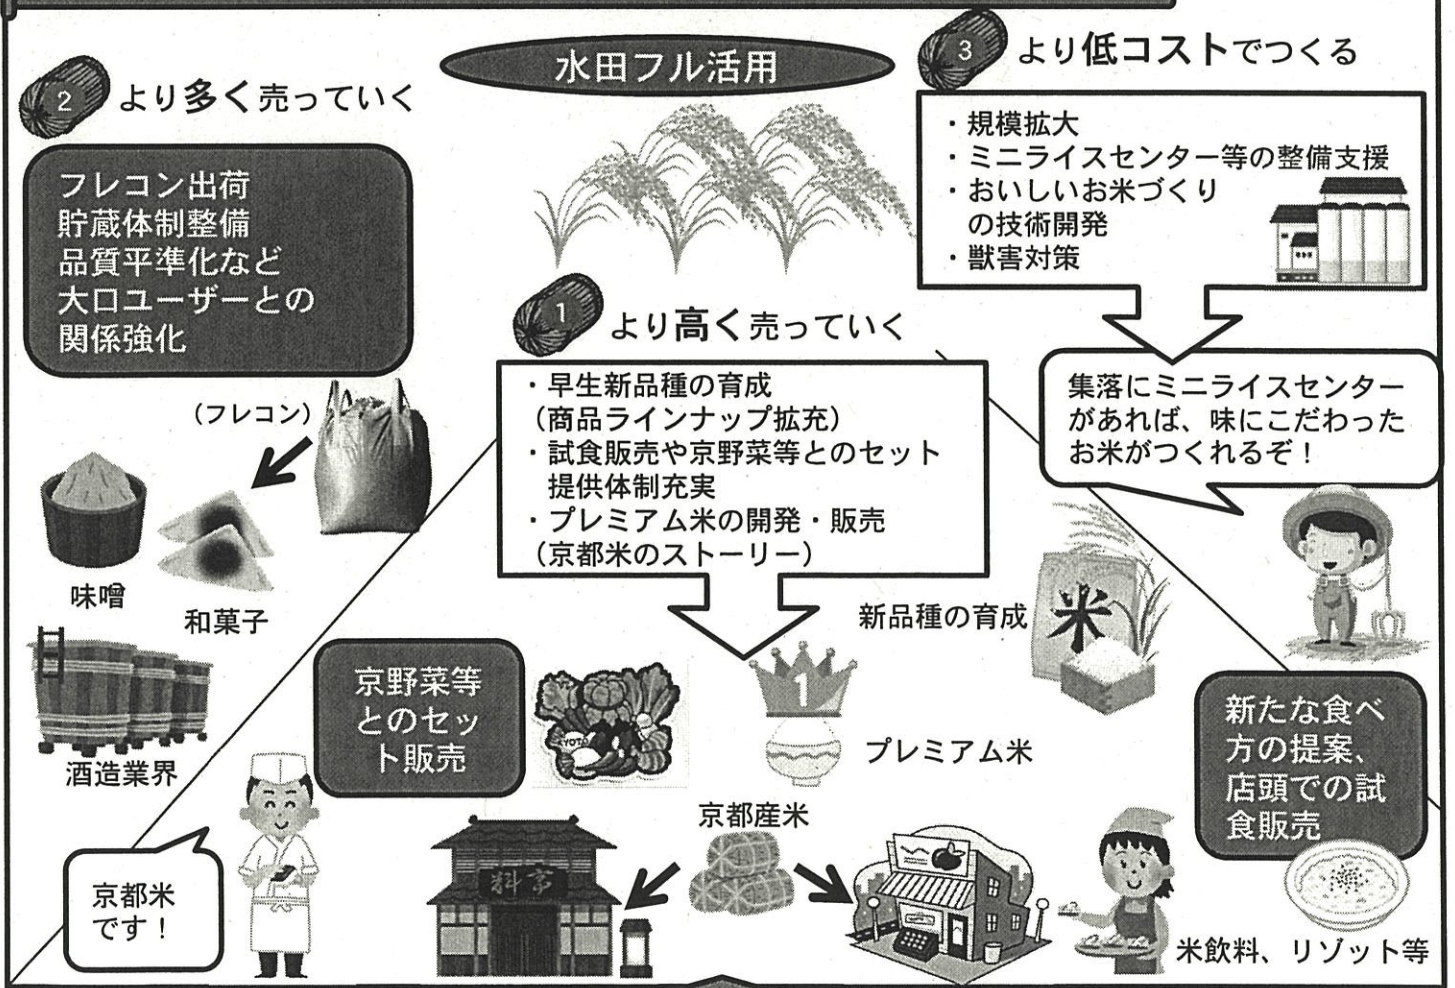 水田フル活用
1
より高く売っていく
・早生新品種の育成
（商品ラインナップ拡充）
・試食販売や京野菜等とのセット
提供体制充実
・プレミアム米の開発・販売
（京都米のストーリー）
2
より多く売っていく
フレコン出荷
貯蔵体制整備
品質平準化など
大口ユーザーとの
関係強化
（フレコン）
味噌
和菓子
酒造業界
3
より低コストでつくる
・規模拡大
・ミニライスセンター等の整備支援
・おいしいお米づくり
の技術開発
・獣害対策
集落にミニライスセンター
があれば、味にこだわった
お米がつくれるぞ！
新品種の育成
米
京野菜等
とのセッ
ト販売
KYOTO
1
プレミアム米
京都産米
京料
新たな食べ
方の提案、
店頭での試
食販売
京都米
です！
米飲料、リゾット等